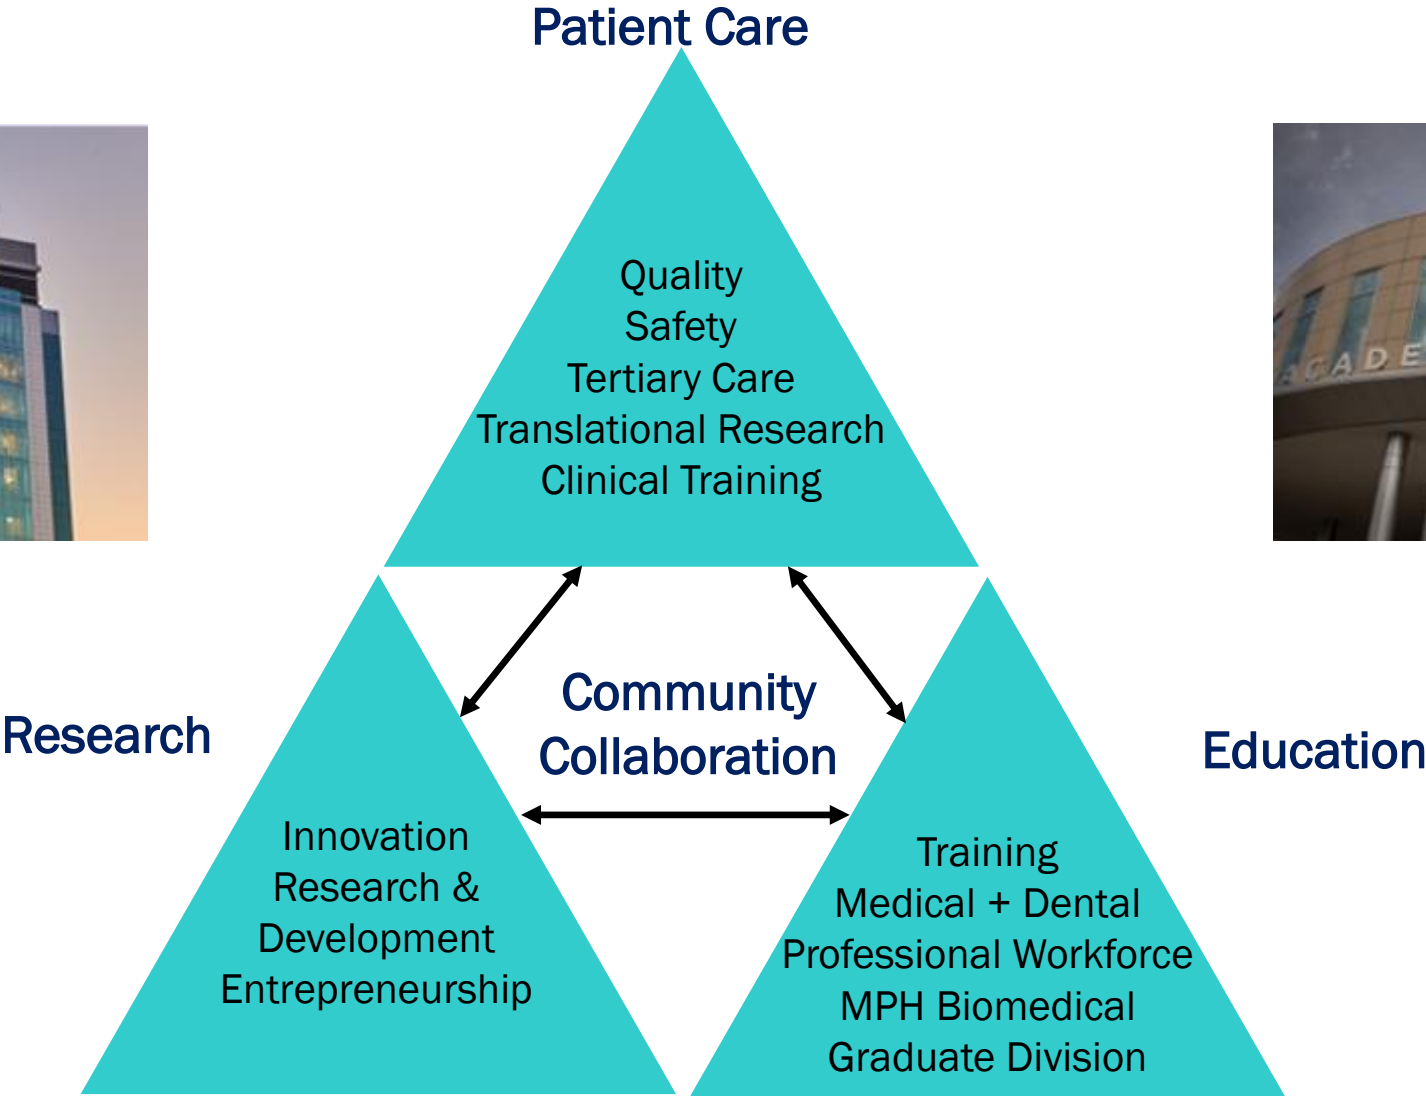 Patient Care
Quality
Safety
Tertiary Care
Translational Research
Clinical Training
Community
Collaboration
Research
Education
Innovation
Research &
Development
Entrepreneurship
Training
Medical + Dental
Professional Workforce
MPH Biomedical
Graduate Division